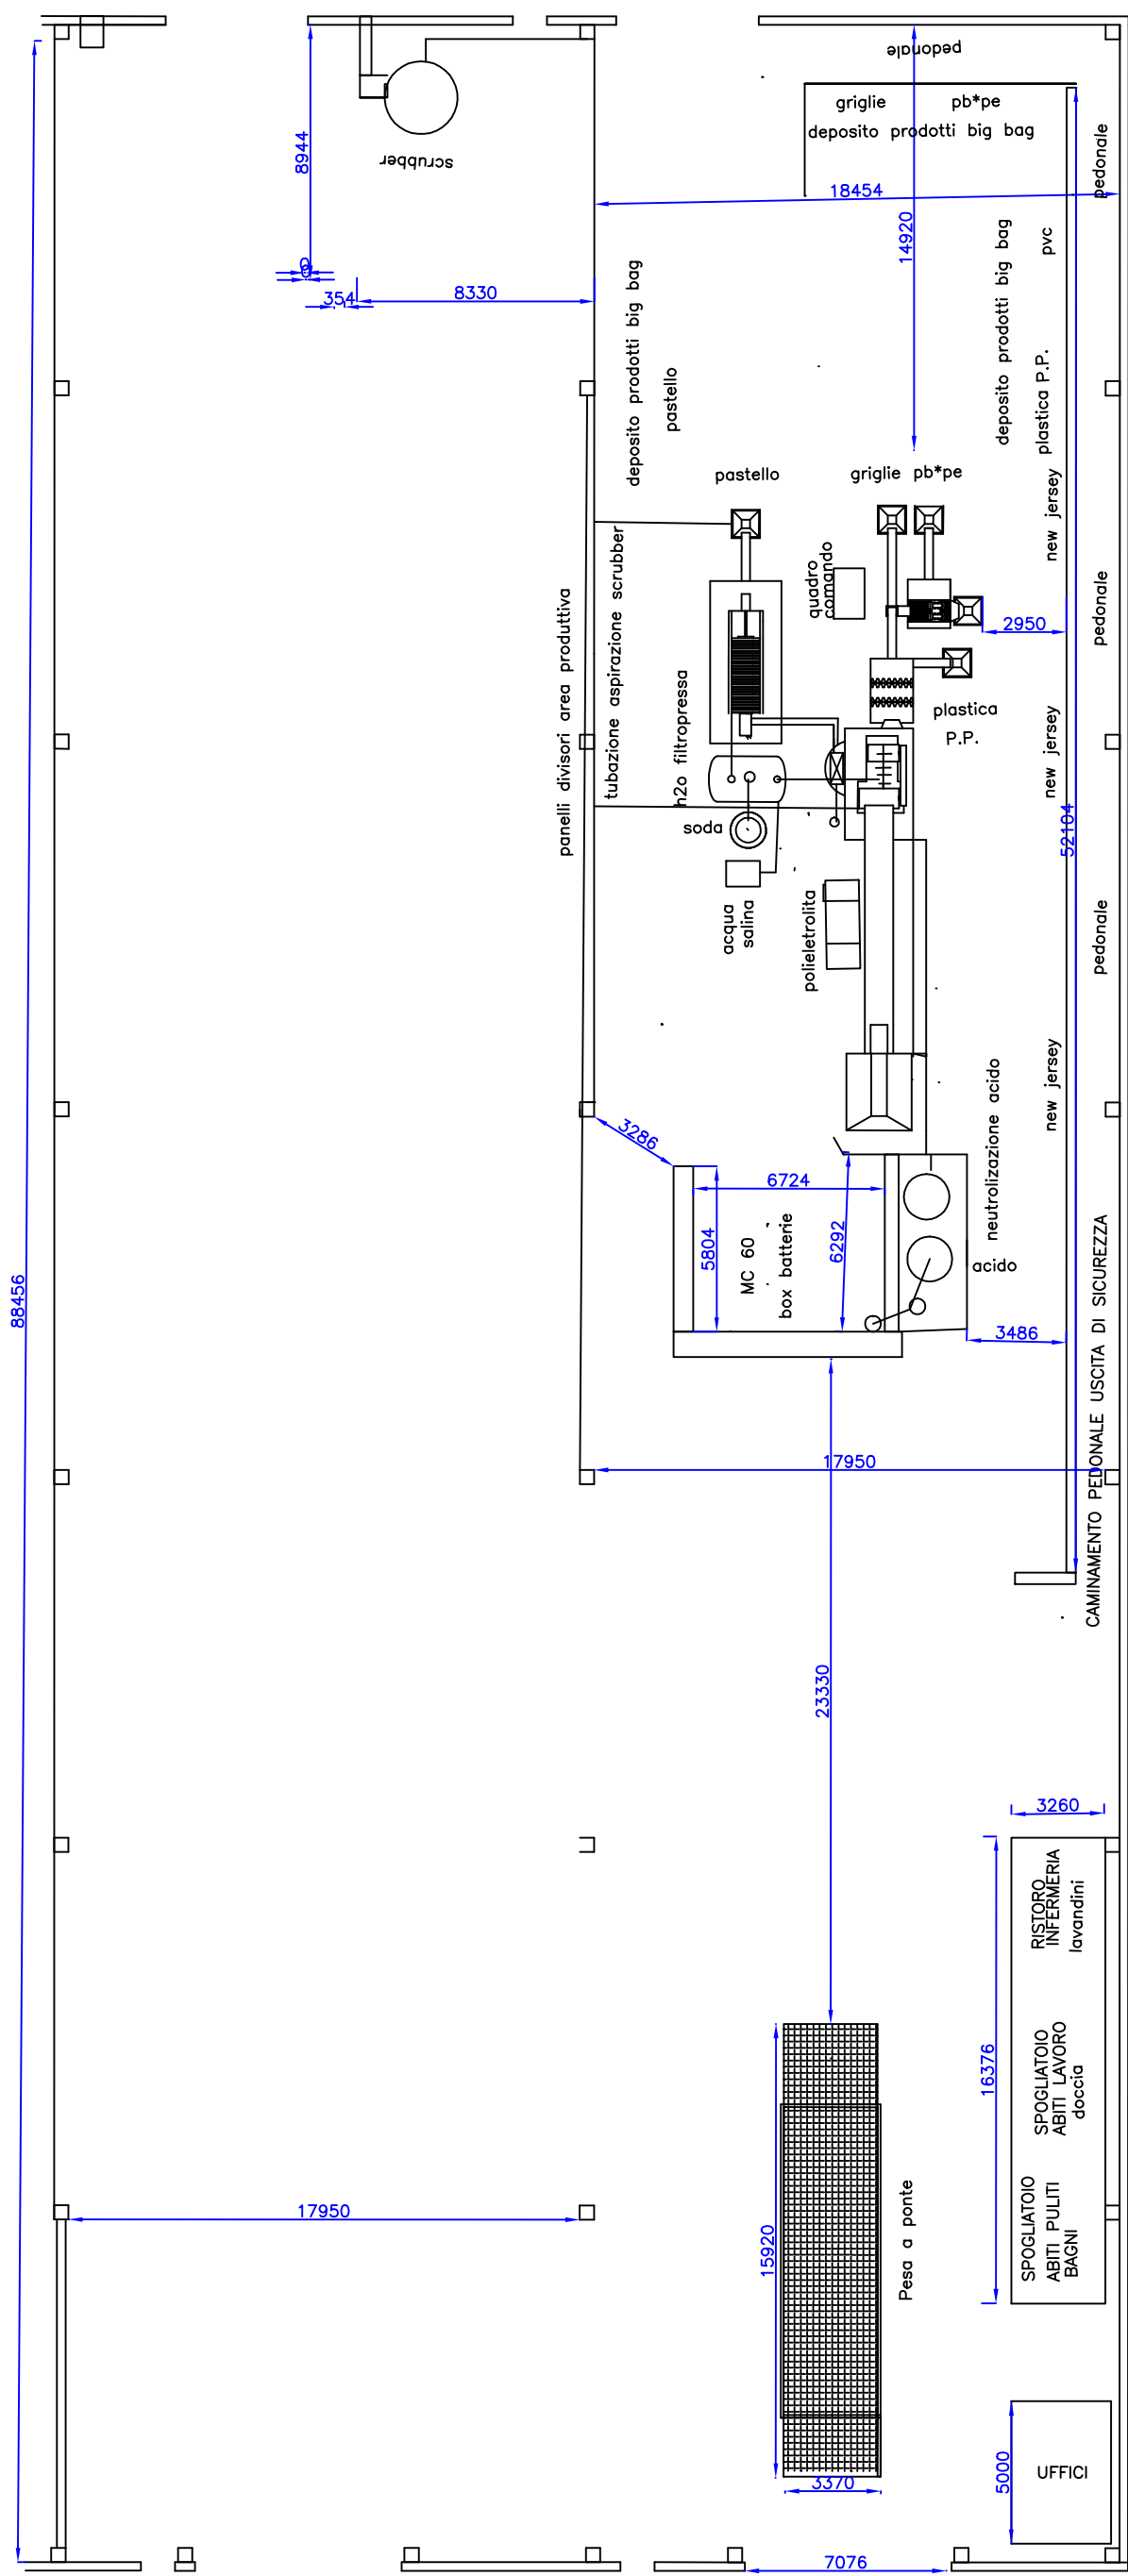 pedonale
griglie
pb*pe
deposito prodotti big bag
scrubber
8944
pedonale
18454
14920
0
0
354
8330
deposito prodotti big bag
pastello
deposito prodotti big bag
pvc
plastica P.P.
pastello
griglie
pb*pe
new jersey
quadro
comando
tubazione aspirazione scrubber
panelli divisori area produttiva
pedonale
2950
h2o filtropressa
plastica
P.P.
new jersey
soda
52104
acqua
salina
polieletrolita
pedonale
new jersey
neutrolizazione acido
3286
6724
5804
MC 60
box batterie
6292
acido
3486
CAMINAMENTO PEDONALE USCITA DI SICUREZZA
88456
17950
23330
3260
RISTORO
INFERMERIA
lavandini
16376
SPOGLIATOIO
ABITI LAVORO
doccia
17950
15920
Pesa a ponte
SPOGLIATOIO
ABITI PULITI
BAGNI
3370
5000
UFFICI
7076